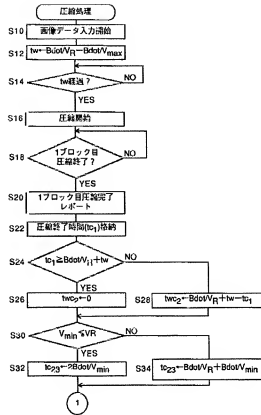 圧縮処理
S10 画像データ入力開始
S12 tw←Bdot/VR−Bdot/Vmax
S14 tw経過？ NO
YES
S16 圧縮開始
S18 1ブロック目 圧縮終了？ NO
YES
S20 1ブロック目圧縮完了 レポート
S22 圧縮終了時間(tc1)格納
S24 tc1≧Bdot/VR+tw NO
YES
S26 twc2←0
S28 twc2←Bdot/VR+tw−tc1
S30 Vmin≦VR NO
YES
S32 tc23←2Bdot/Vmin
S34 tc23←Bdot/VR+Bdot/Vmin
1